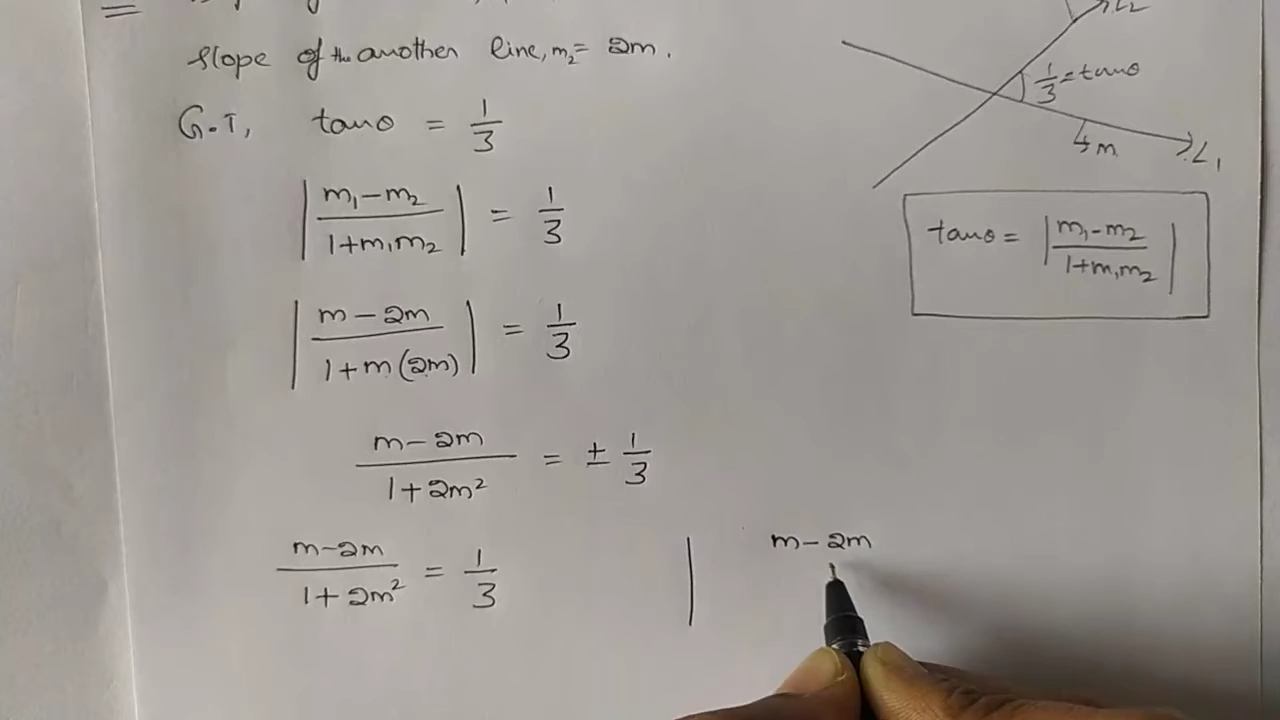 slope of the another line, m₂ = 2m.
G.T, tanθ = 1/3
|m₁-m₂/1+m₁m₂| = 1/3
|m-2m/1+m(2m)| = 1/3
m-2m/1+2m² = ± 1/3
m-2m/1+2m² = 1/3 | m-2m
L₂
1/3 = tanθ
4m
L₁
tanθ = |m₁-m₂/1+m₁m₂|